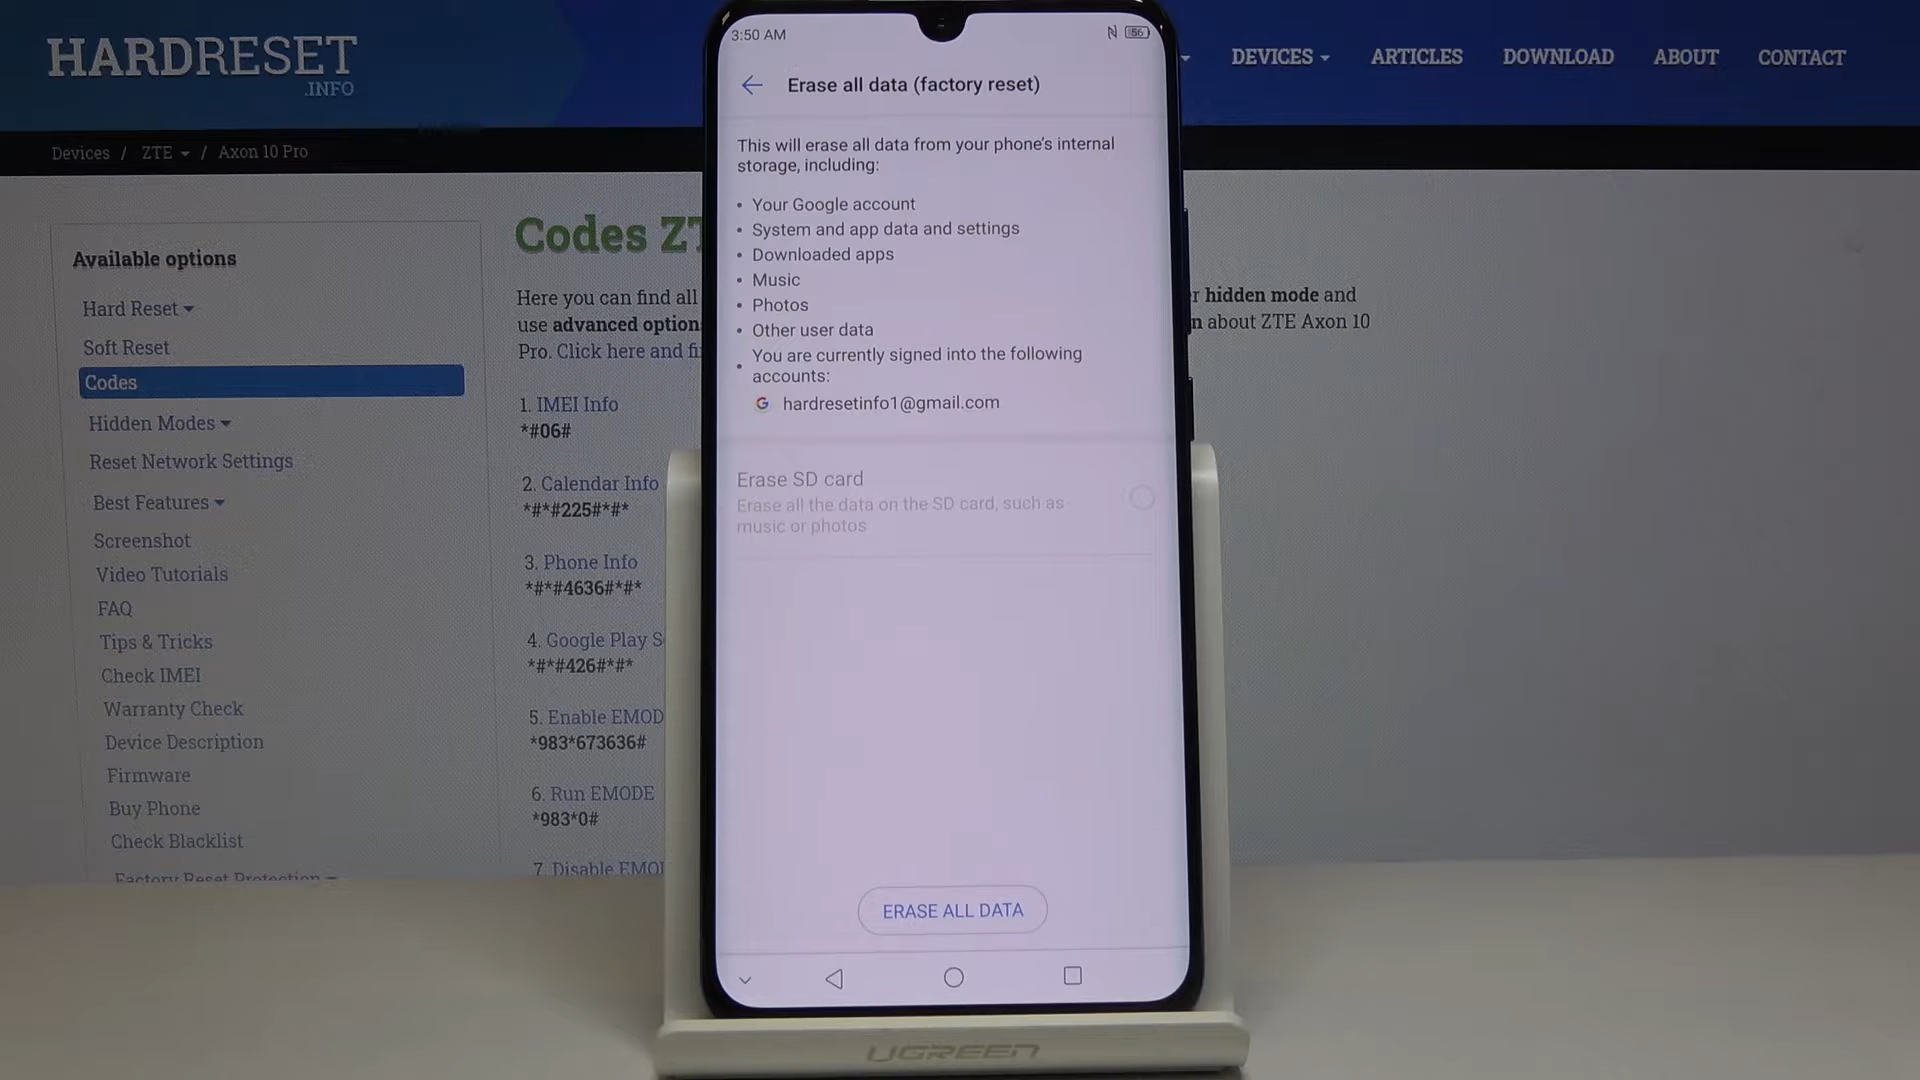 HARDRESET
.INFO
DEVICES
ARTICLES
DOWNLOAD
ABOUT
CONTACT
Devices / ZTE / Axon 10 Pro
Available options
Hard Reset
Soft Reset
Codes
Hidden Modes
Reset Network Settings
Best Features
Screenshot
Video Tutorials
FAQ
Tips & Tricks
Check IMEI
Warranty Check
Device Description
Firmware
Buy Phone
Check Blacklist
Factory Reset Protection
Codes
Here you can find all
use advanced
Pro. Click here and
hidden mode and
about ZTE Axon 10
1. IMEI Info
*#06#
2. Calendar Info
*#*#225#*#*
3. Phone Info
*#*#4636#*#*
4. Google Play
*#*#426#*#*
5. Enable
*983*673636#
6. Run EMODE
*983*0#
7. Disable
3:50 AM
56
Erase all data (factory reset)
This will erase all data from your phone's internal
storage, including:
• Your Google account
• System and app data and settings
• Downloaded apps
• Music
• Photos
• Other user data
• You are currently signed into the following
accounts:
hardresetinfo1@gmail.com
Erase SD card
Erase all the data on the SD card, such as
music or photos
ERASE ALL DATA
UGREEN